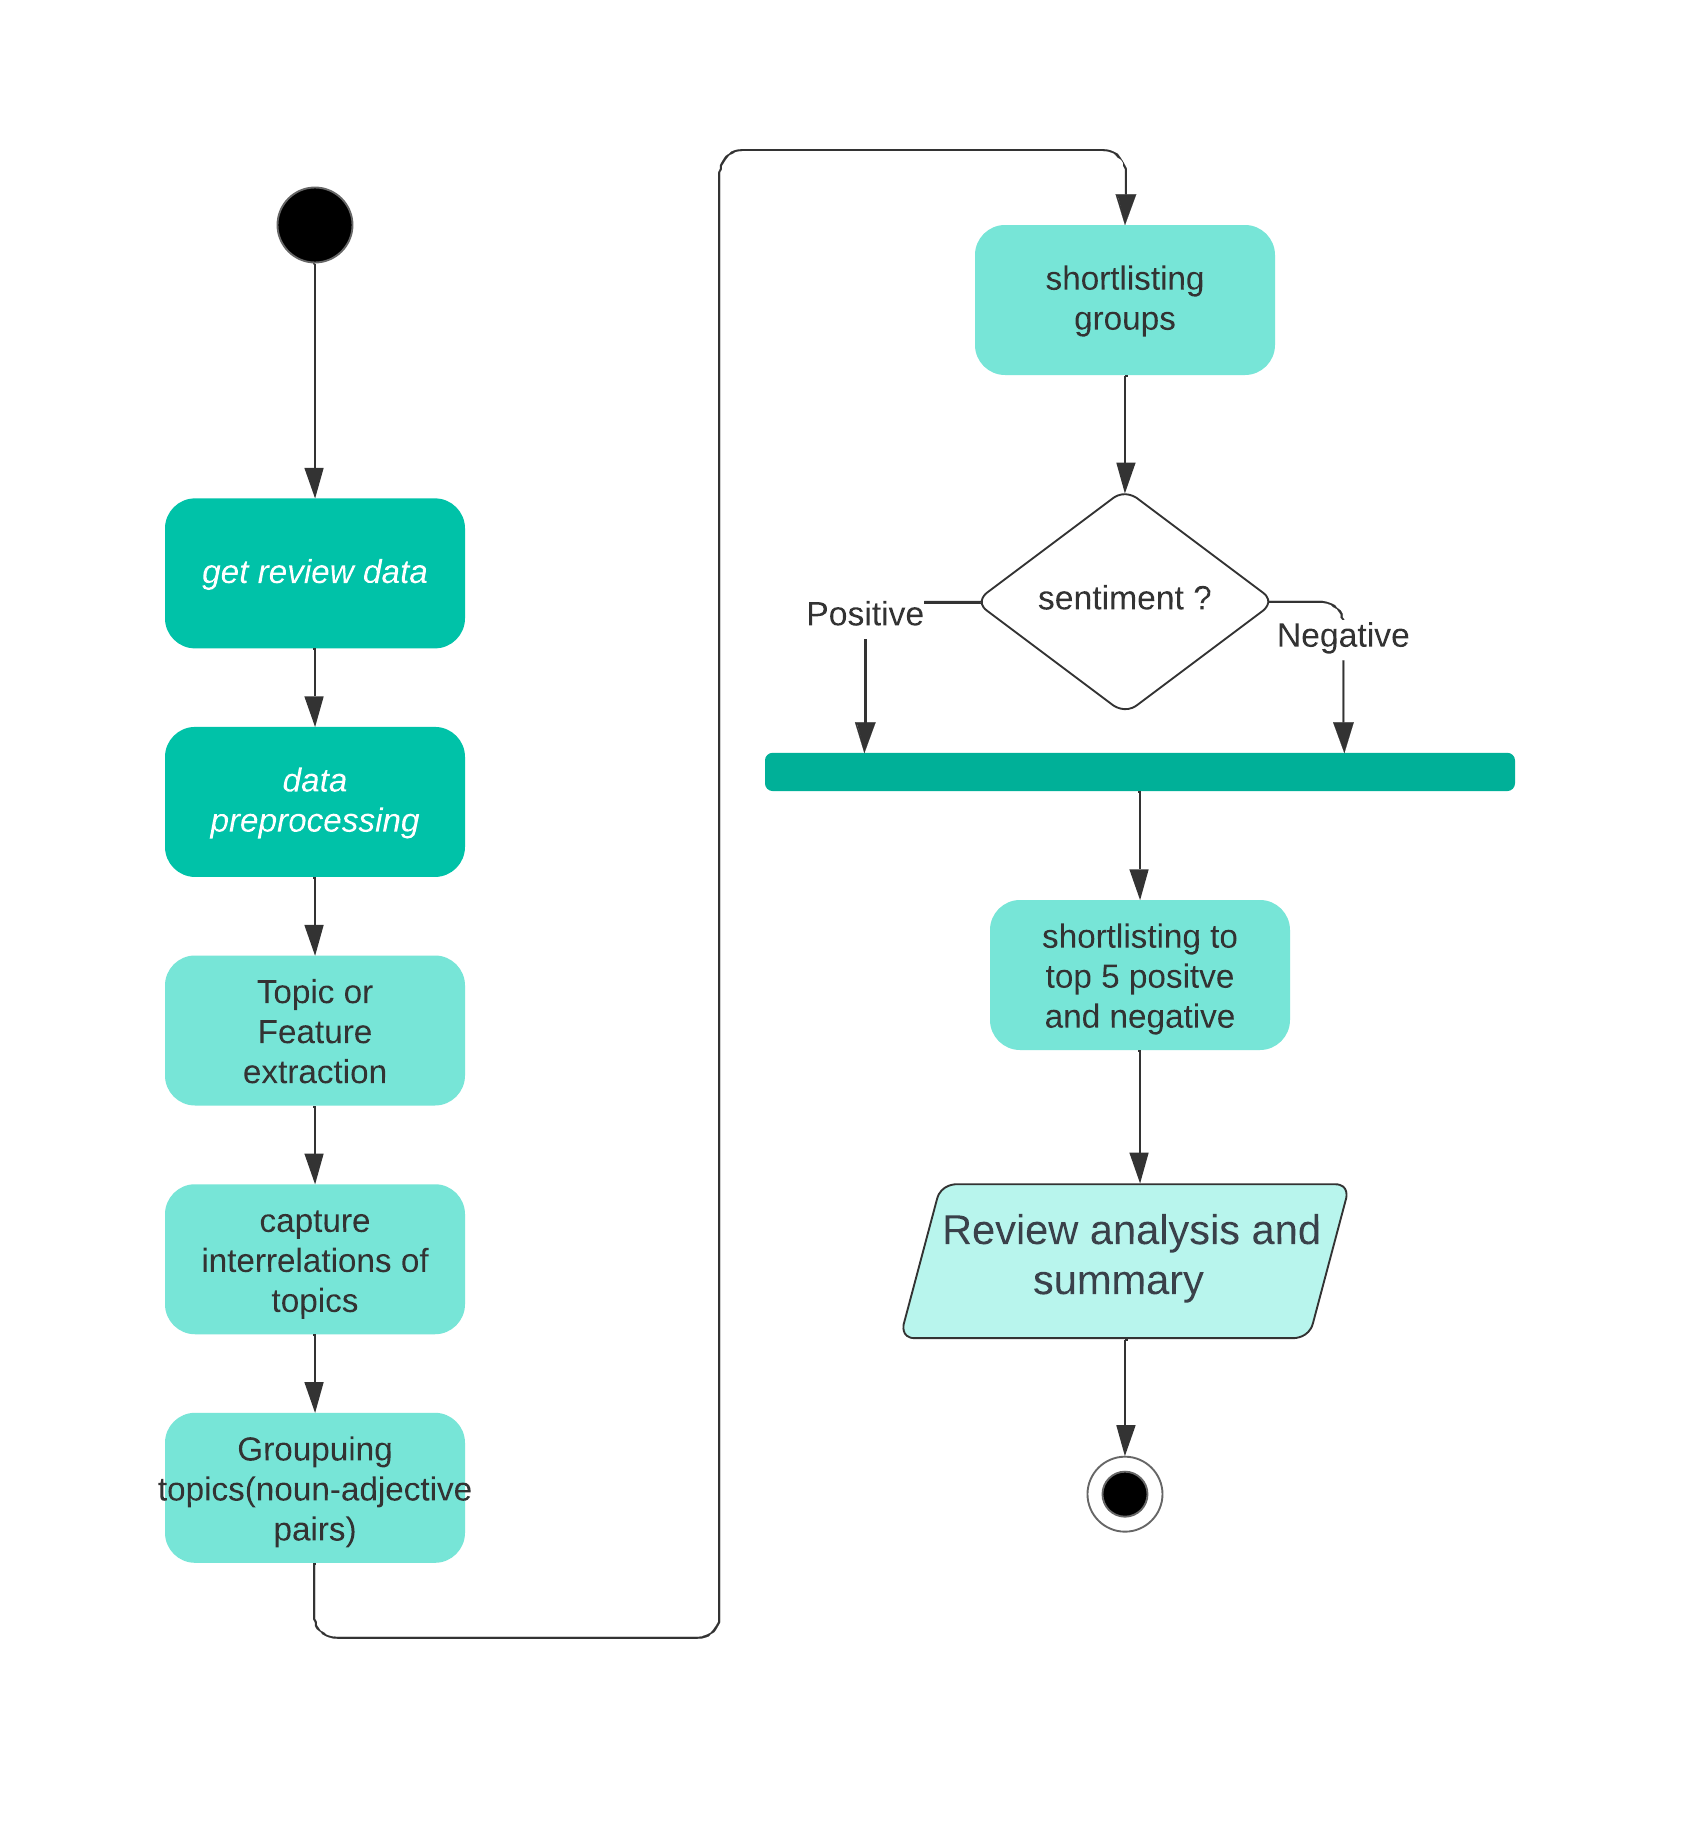 get review data
data
preprocessing
Topic or
Feature
extraction
capture
interrelations of
topics
Groupuing
topics(noun-adjective
pairs)
shortlisting
groups
sentiment ?
Positive
Negative
shortlisting to
top 5 positve
and negative
Review analysis and
summary